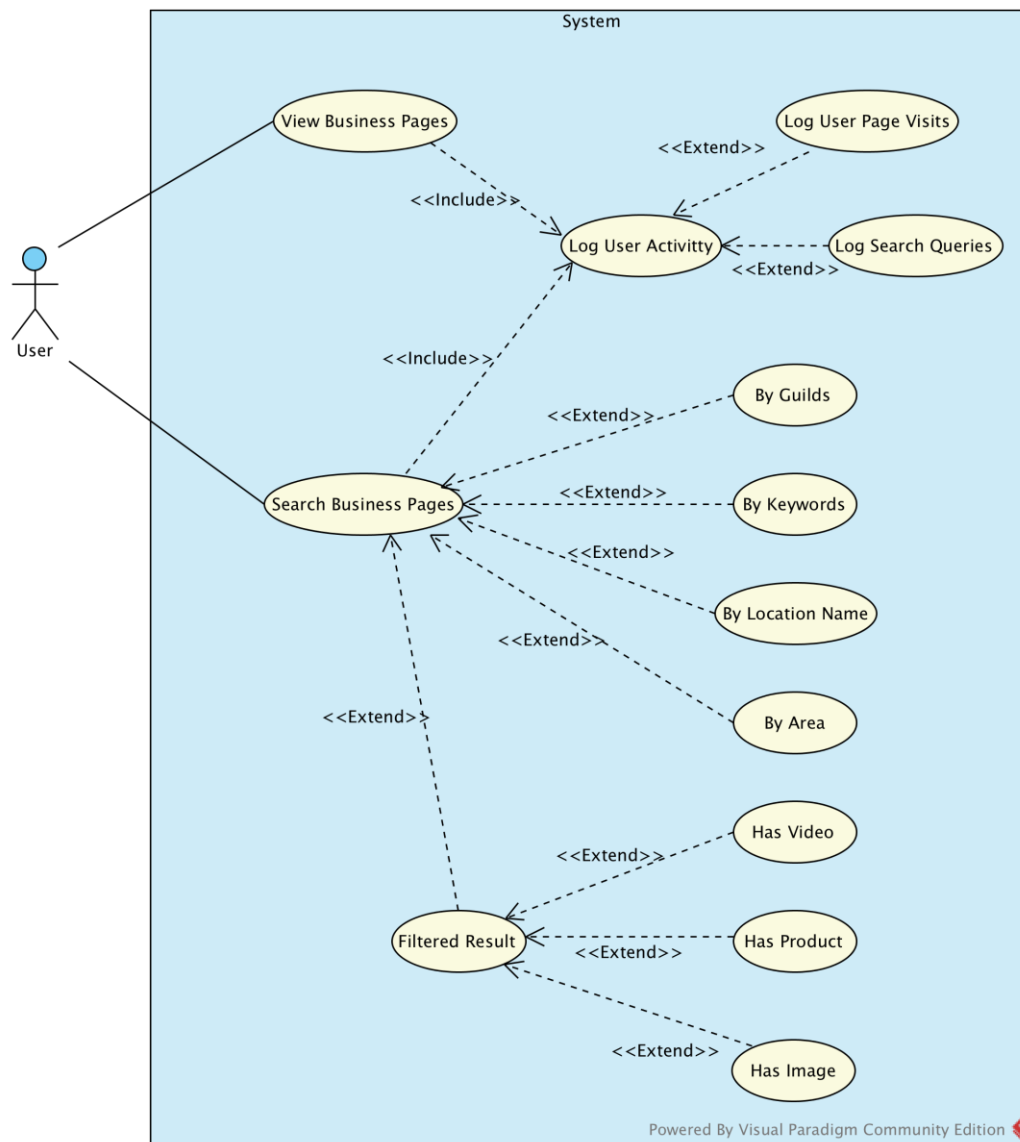 System
View Business Pages
Log User Page Visits
<<Extend>>
<<Include>>
Log User Activitty
Log Search Queries
<<Extend>>
User
<<Include>>
By Guilds
<<Extend>>
Search Business Pages
<<Extend>>
By Keywords
<<Extend>>
By Location Name
<<Extend>>
<<Extend>>
By Area
Has Video
<<Extend>>
Filtered Result
Has Product
<<Extend>>
<<Extend>>
Has Image
Powered By Visual Paradigm Community Edition